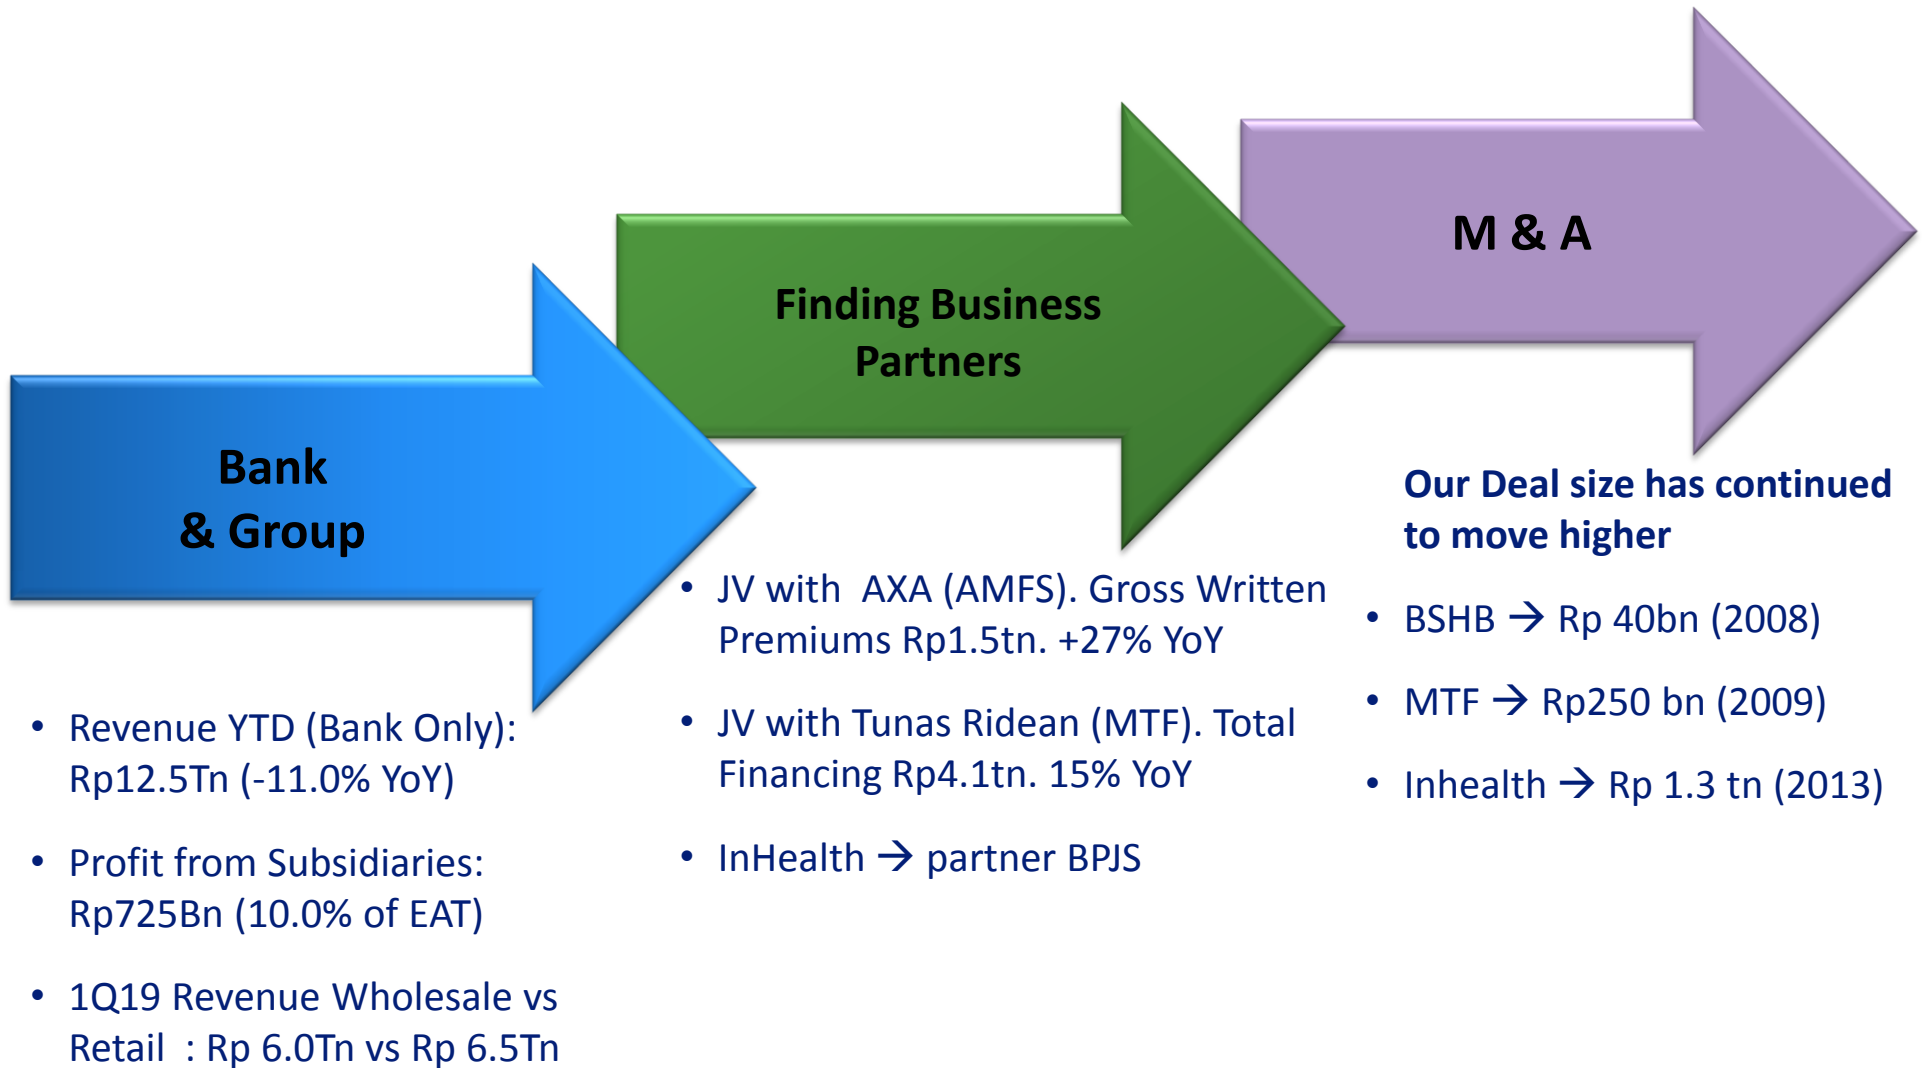 Bank
& Group
• Revenue YTD (Bank Only):
Rp12.5Tn (-11.0% YoY)
• Profit from Subsidiaries:
Rp725Bn (10.0% of EAT)
• 1Q19 Revenue Wholesale vs
Retail : Rp 6.0Tn vs Rp 6.5Tn
Finding Business
Partners
• JV with AXA (AMFS). Gross Written
Premiums Rp1.5tn. +27% YoY
• JV with Tunas Ridean (MTF). Total
Financing Rp4.1tn. 15% YoY
• InHealth → partner BPJS
M & A
Our Deal size has continued
to move higher
• BSHB → Rp 40bn (2008)
• MTF → Rp250 bn (2009)
• Inhealth → Rp 1.3 tn (2013)